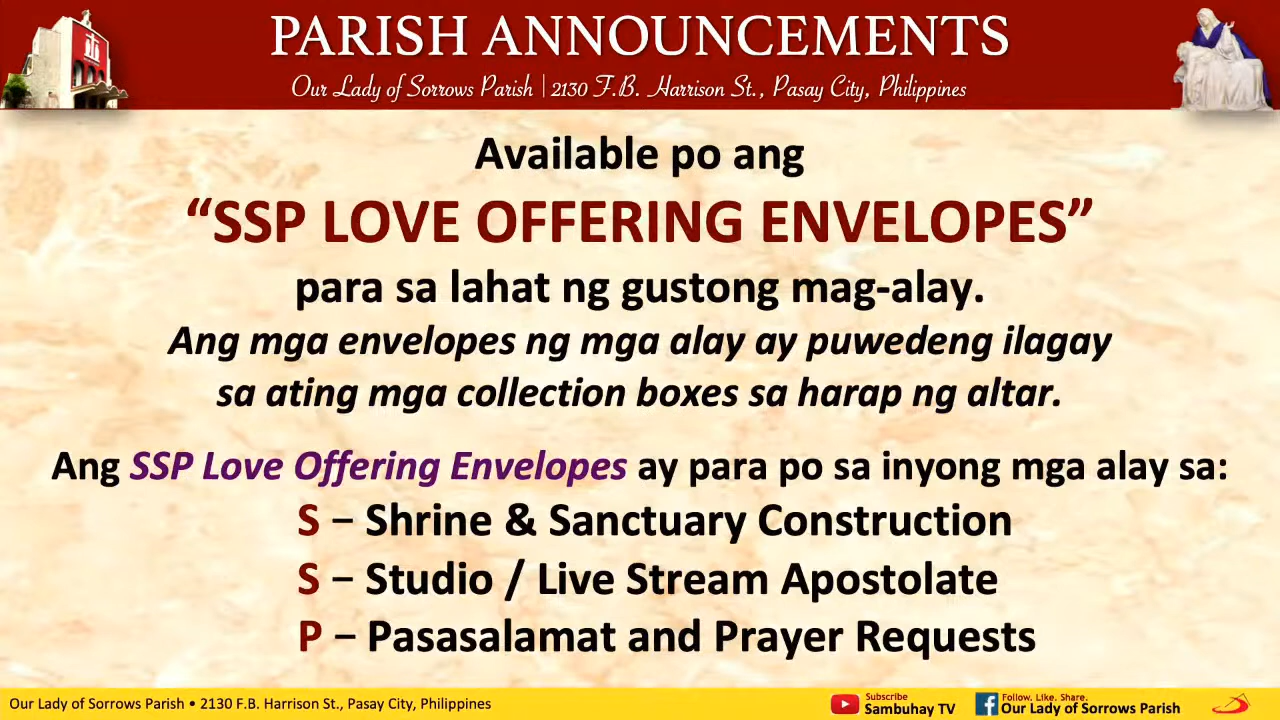 PARISH ANNOUNCEMENTS
Our Lady of Sorrows Parish | 2130 F.B. Harrison St., Pasay City, Philippines
Available po ang
“SSP LOVE OFFERING ENVELOPES”
para sa lahat ng gustong mag-alay.
Ang mga envelopes ng mga alay ay puwedeng ilagay
sa ating mga collection boxes sa harap ng altar.
Ang SSP Love Offering Envelopes ay para po sa inyong mga alay sa:
S – Shrine & Sanctuary Construction
S – Studio / Live Stream Apostolate
P – Pasasalamat and Prayer Requests
Our Lady of Sorrows Parish • 2130 F.B. Harrison St., Pasay City, Philippines
Subscribe
Sambuhay TV
Follow. Like. Share.
Our Lady of Sorrows Parish